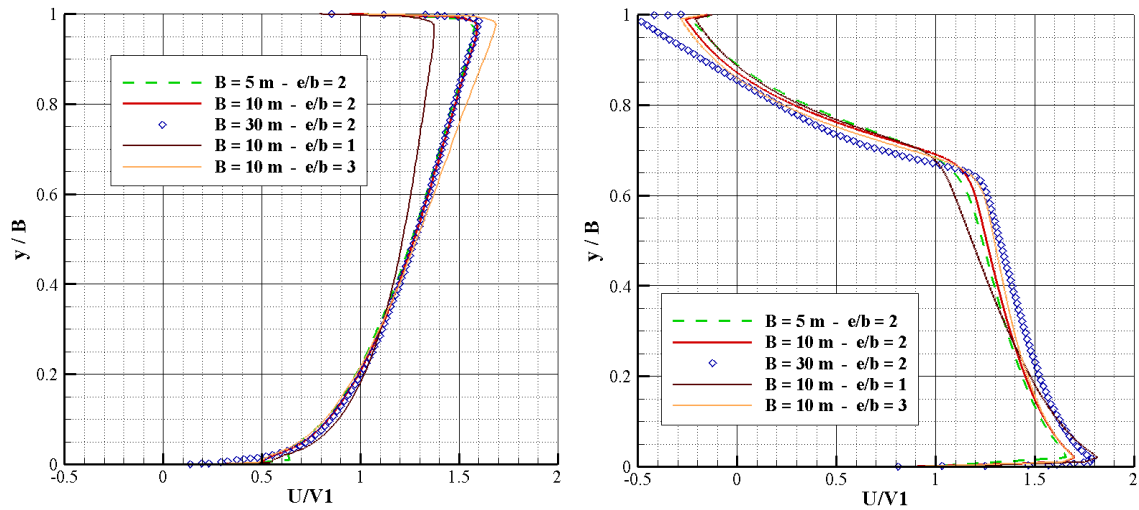 1
0.8
0.6
0.4
0.2
0
y / B
B = 5 m - e/b = 2
B = 10 m - e/b = 2
B = 30 m - e/b = 2
B = 10 m - e/b = 1
B = 10 m - e/b = 3
-0.5 0 0.5 1 1.5 2
U/V1
1
0.8
0.6
0.4
0.2
0
y / B
B = 5 m - e/b = 2
B = 10 m - e/b = 2
B = 30 m - e/b = 2
B = 10 m - e/b = 1
B = 10 m - e/b = 3
-0.5 0 0.5 1 1.5 2
U/V1